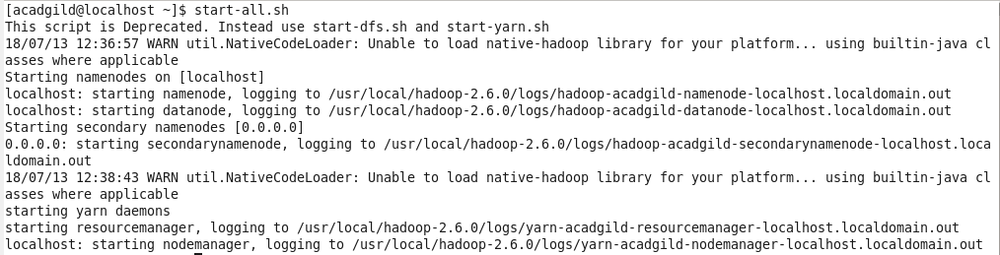 [acadgild@localhost ~]$ start-all.sh
This script is Deprecated. Instead use start-dfs.sh and start-yarn.sh
18/07/13 12:36:57 WARN util.NativeCodeLoader: Unable to load native-hadoop library for your platform... using builtin-java cl
asses where applicable
Starting namenodes on [localhost]
localhost: starting namenode, logging to /usr/local/hadoop-2.6.0/logs/hadoop-acadgild-namenode-localhost.localdomain.out
localhost: starting datanode, logging to /usr/local/hadoop-2.6.0/logs/hadoop-acadgild-datanode-localhost.localdomain.out
Starting secondary namenodes [0.0.0.0]
0.0.0.0: starting secondarynamenode, logging to /usr/local/hadoop-2.6.0/logs/hadoop-acadgild-secondarynamenode-localhost.loca
ldomain.out
18/07/13 12:38:43 WARN util.NativeCodeLoader: Unable to load native-hadoop library for your platform... using builtin-java cl
asses where applicable
starting yarn daemons
starting resourcemanager, logging to /usr/local/hadoop-2.6.0/logs/yarn-acadgild-resourcemanager-localhost.localdomain.out
localhost: starting nodemanager, logging to /usr/local/hadoop-2.6.0/logs/yarn-acadgild-nodemanager-localhost.localdomain.out